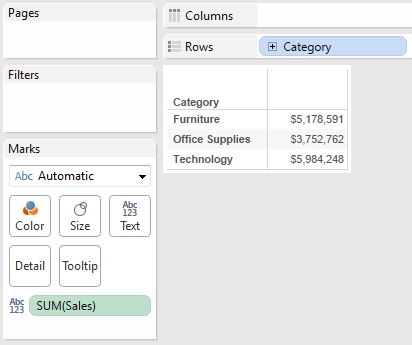 Pages
Columns
Rows
Category
Filters
Category
Furniture $5,178,591
Office Supplies $3,752,762
Technology $5,984,248
Marks
Abc Automatic
Color
Size
Abc
123
Text
Detail
Tooltip
Abc
123
SUM(Sales)